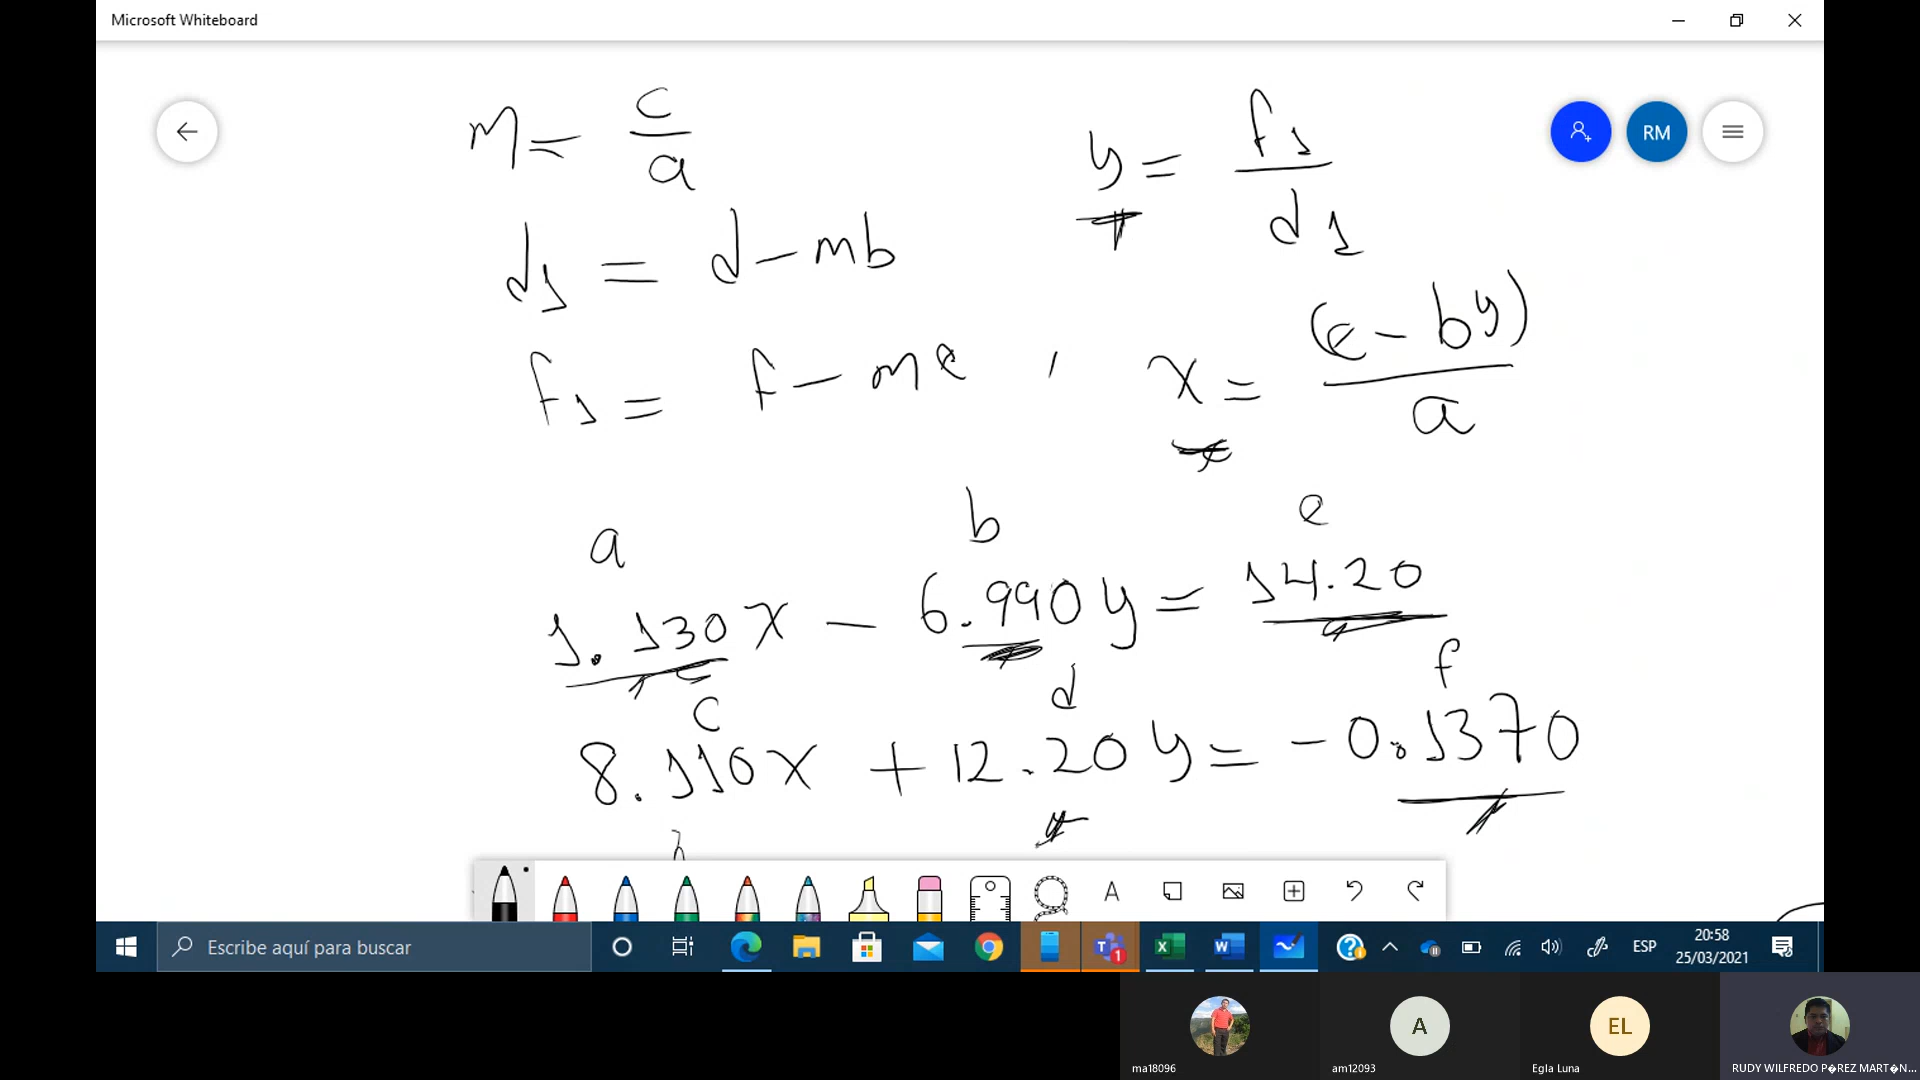 Microsoft Whiteboard
m = c/a
y = f1/d1
RM
d1 = d - mb
f1 = f - me ,
x = (e - by)/a
a b e
1.130x - 6.990y = 14.20
c d f
8.110x + 12.20y = -0.1370
A
Escribe aquí para buscar
1
ESP
20:58
25/03/2021
A
EL
ma18096
am12093
Egla Luna
RUDY WILFREDO P�REZ MART�N...